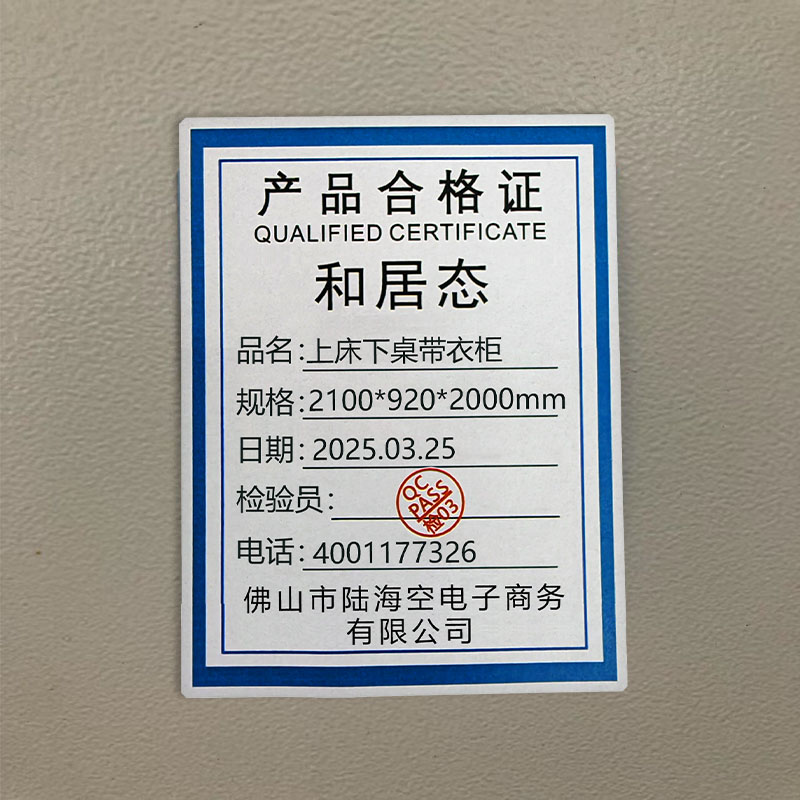 产品合格证
QUALIFIED CERTIFICATE
和居态
品名:上床下桌带衣柜
规格:2100*920*2000mm
日期:2025.03.25
检验员:
QC
PASS
检03
电话:4001177326
佛山市陆海空电子商务
有限公司